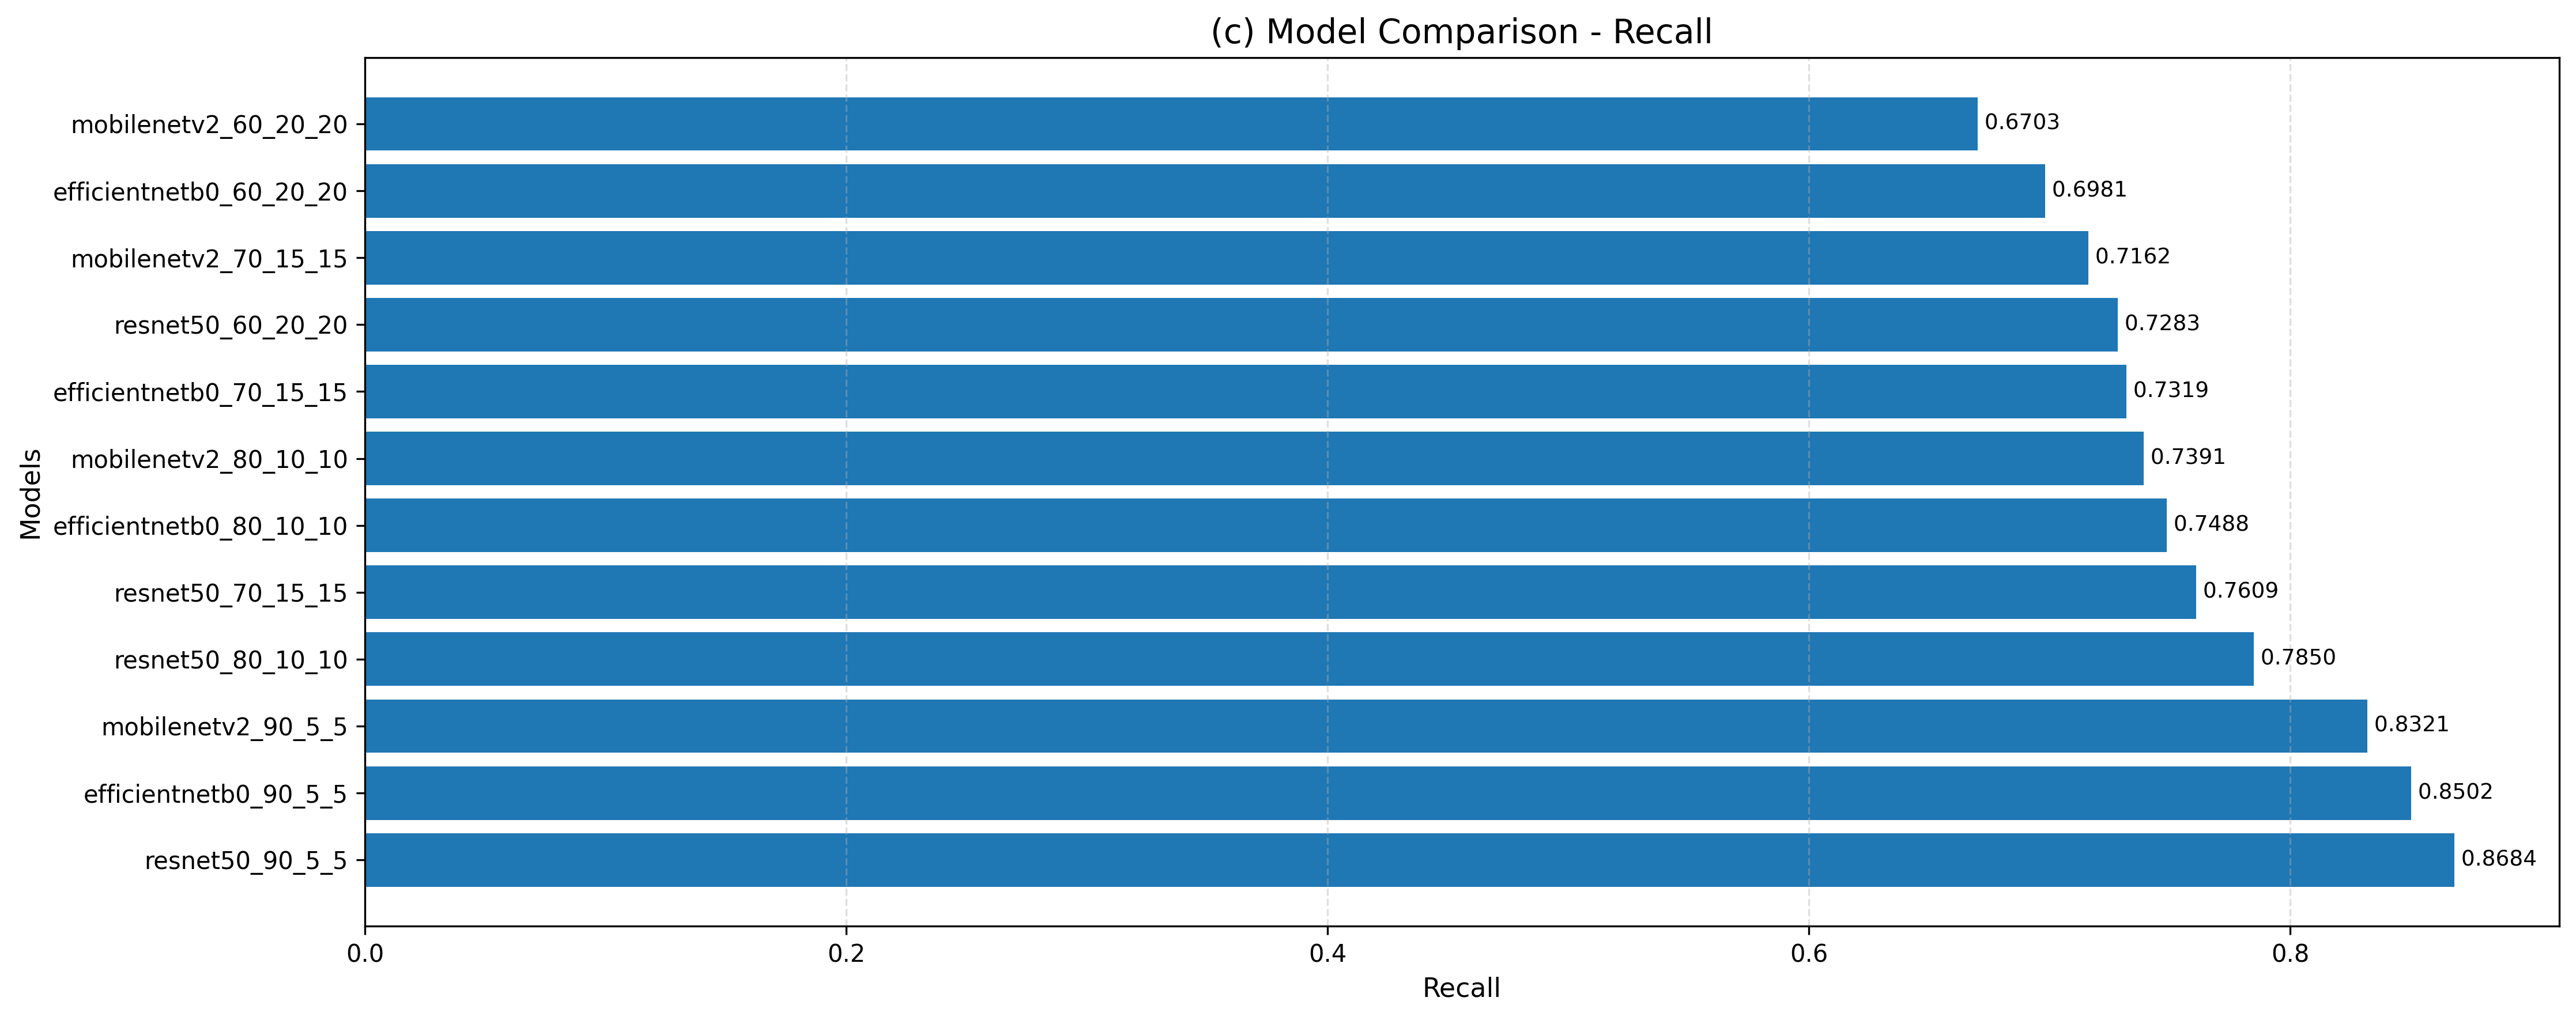 (c) Model Comparison - Recall
Models
mobilenetv2_60_20_20
0.6703
efficientnetb0_60_20_20
0.6981
mobilenetv2_70_15_15
0.7162
resnet50_60_20_20
0.7283
efficientnetb0_70_15_15
0.7319
mobilenetv2_80_10_10
0.7391
efficientnetb0_80_10_10
0.7488
resnet50_70_15_15
0.7609
resnet50_80_10_10
0.7850
mobilenetv2_90_5_5
0.8321
efficientnetb0_90_5_5
0.8502
resnet50_90_5_5
0.8684
0.0 0.2 0.4 0.6 0.8
Recall